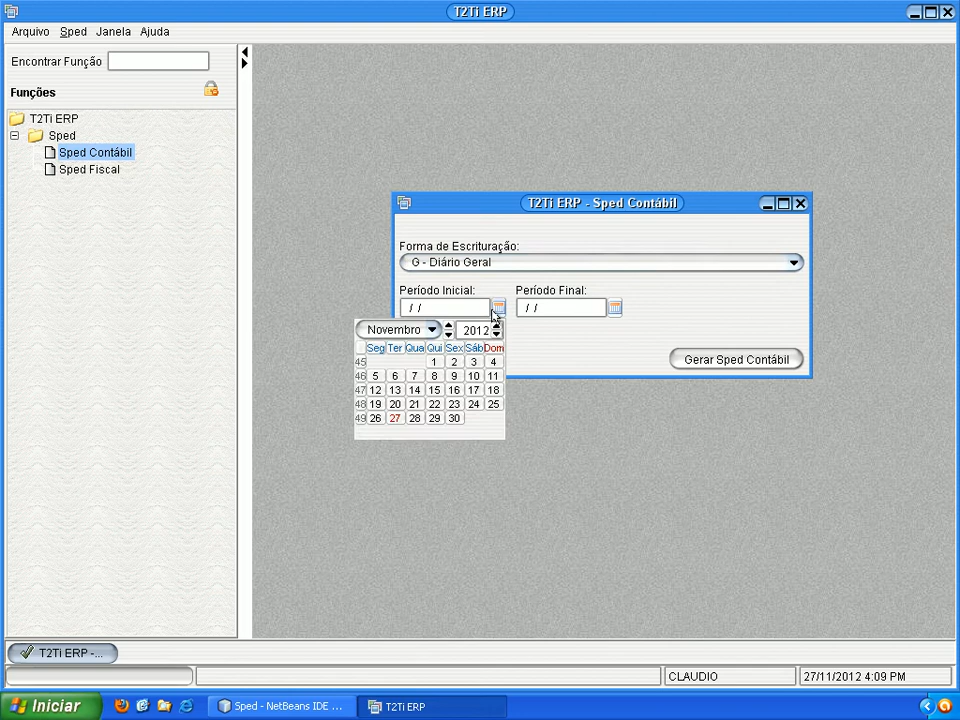 T2Ti ERP
Arquivo Sped Janela Ajuda
Encontrar Função
Funções
T2Ti ERP
Sped
Sped Contábil
Sped Fiscal
T2Ti ERP - Sped Contábil
Forma de Escrituração:
G - Diário Geral
Período Inicial: Período Final:
/ / / /
Novembro 2012
Seg Ter Qua Qui Sex Sáb Dom
45 1 2 3 4
46 5 6 7 8 9 10 11
47 12 13 14 15 16 17 18
48 19 20 21 22 23 24 25
49 26 27 28 29 30
Gerar Sped Contábil
T2Ti ERP -...
CLAUDIO 27/11/2012 4:09 PM
Iniciar Sped - NetBeans IDE ... T2Ti ERP